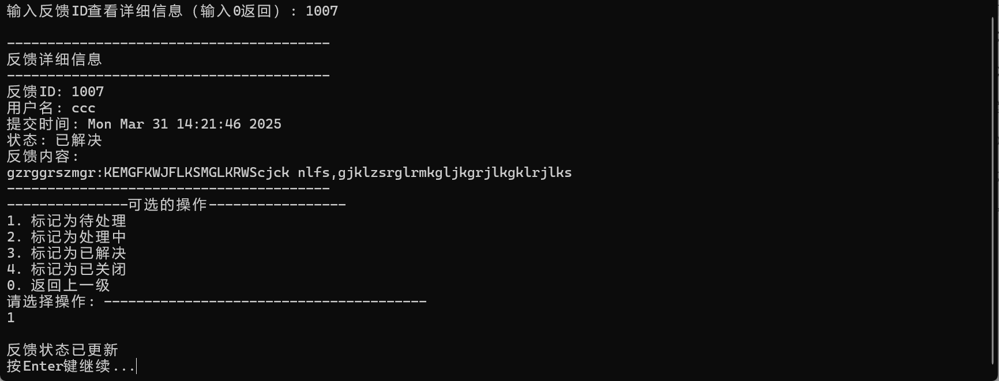 输入反馈ID查看详细信息（输入0返回）: 1007
----------------------------------------
反馈详细信息
----------------------------------------
反馈ID: 1007
用户名: ccc
提交时间: Mon Mar 31 14:21:46 2025
状态: 已解决
反馈内容:
gzrggrszmgr:KEMGFKWJFLKSMGLKRWScjck nlfs,gjklzsrglrmkgljkgrjlkgklrjlks
----------------------------------------
---------------可选的操作-----------------
1. 标记为待处理
2. 标记为处理中
3. 标记为已解决
4. 标记为已关闭
0. 返回上一级
请选择操作: ----------------------------------------
1
反馈状态已更新
按Enter键继续...